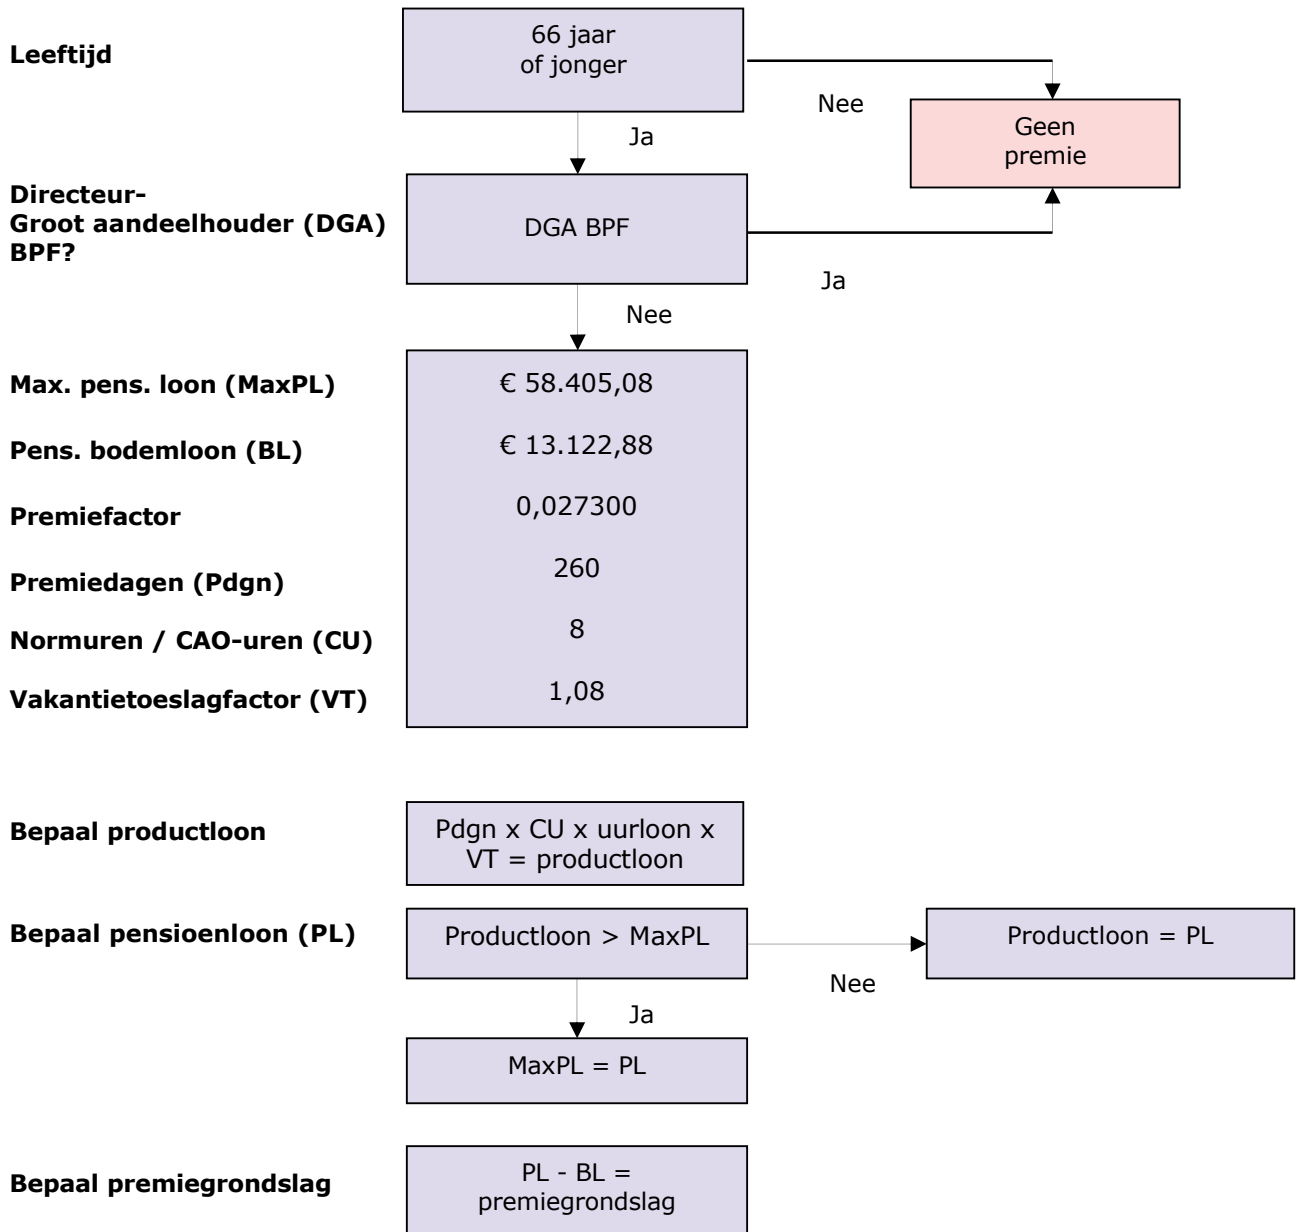 Leeftijd
66 jaar
of jonger
Nee
Geen
premie
Ja
Directeur-
Groot aandeelhouder (DGA)
BPF?
DGA BPF
Ja
Nee
Max. pens. loon (MaxPL)
€ 58.405,08
Pens. bodemloon (BL)
€ 13.122,88
Premiefactor
0,027300
Premiedagen (Pdgn)
260
Normuren / CAO-uren (CU)
8
Vakantietoeslagfactor (VT)
1,08
Bepaal productloon
Pdgn x CU x uurloon x
VT = productloon
Bepaal pensioenloon (PL)
Productloon > MaxPL
Productloon = PL
Nee
Ja
MaxPL = PL
Bepaal premiegrondslag
PL - BL =
premiegrondslag